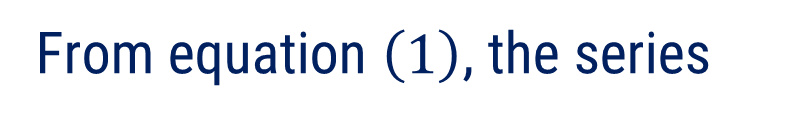 From equation (1), the series